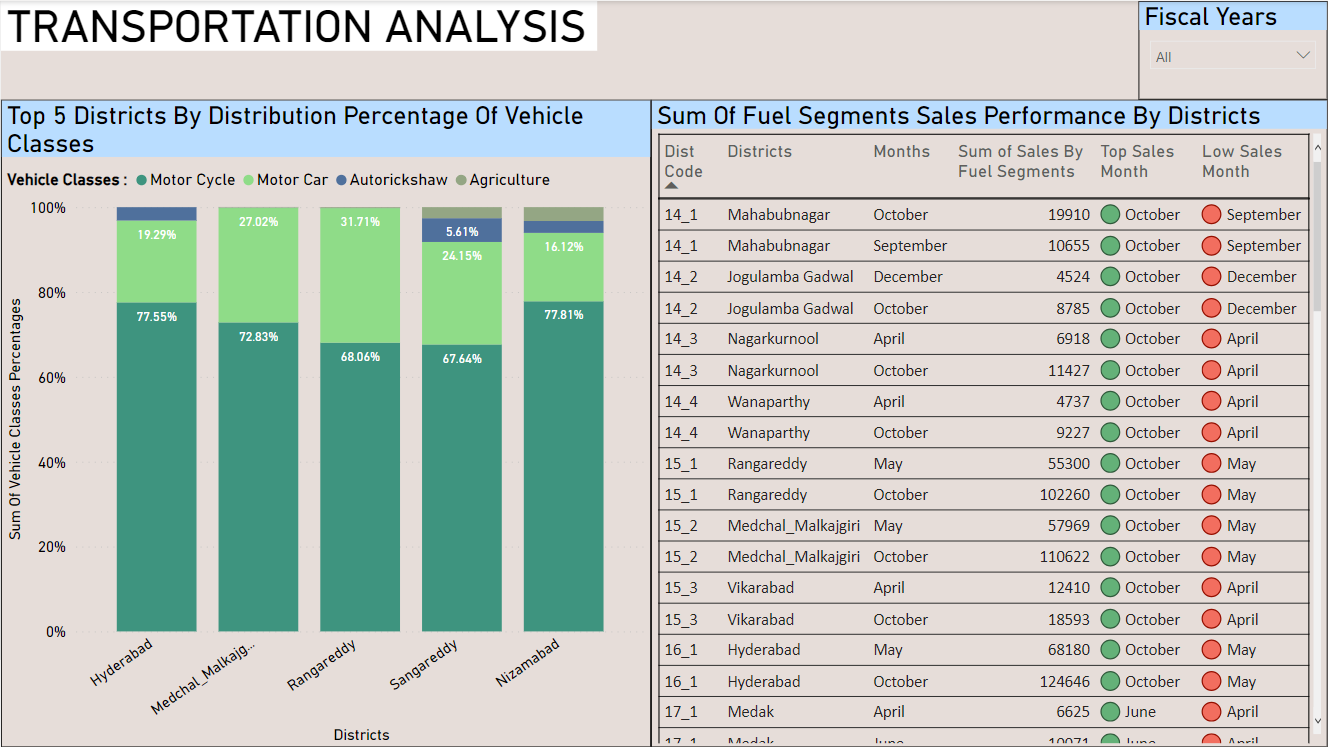 TRANSPORTATION ANALYSIS
Fiscal Years
All
Top 5 Districts By Distribution Percentage Of Vehicle
Classes
Vehicle Classes : Motor Cycle Motor Car Autorickshaw Agriculture
Sum Of Vehicle Classes Percentages
100%
80%
60%
40%
20%
0%
19.29%
77.55%
27.02%
72.83%
31.71%
68.06%
5.61%
24.15%
67.64%
16.12%
77.81%
Hyderabad
Medchal_Malkajg...
Rangareddy
Sangareddy
Nizamabad
Districts
Sum Of Fuel Segments Sales Performance By Districts
Dist Code Districts Months Sum of Sales By Fuel Segments Top Sales Month Low Sales Month
14_1 Mahabubnagar October 19910 October September
14_1 Mahabubnagar September 10655 October September
14_2 Jogulamba Gadwal December 4524 October December
14_2 Jogulamba Gadwal October 8785 October December
14_3 Nagarkurnool April 6918 October April
14_3 Nagarkurnool October 11427 October April
14_4 Wanaparthy April 4737 October April
14_4 Wanaparthy October 9227 October April
15_1 Rangareddy May 55300 October May
15_1 Rangareddy October 102260 October May
15_2 Medchal_Malkajgiri May 57969 October May
15_2 Medchal_Malkajgiri October 110622 October May
15_3 Vikarabad April 12410 October April
15_3 Vikarabad October 18593 October April
16_1 Hyderabad May 68180 October May
16_1 Hyderabad October 124646 October May
17_1 Medak April 6625 June April
17_1 Medak June 10071 June April